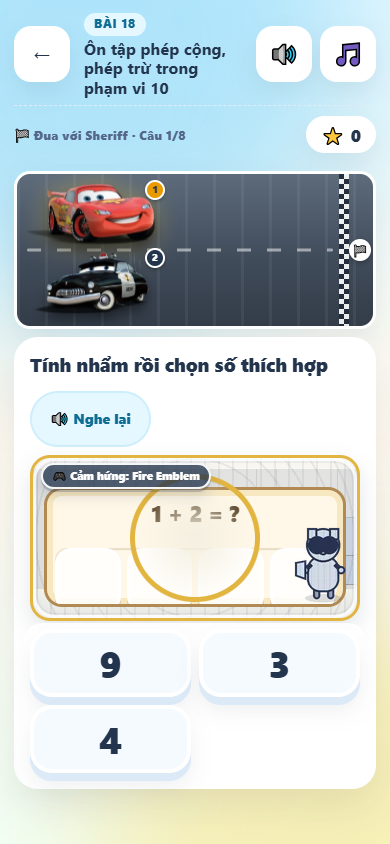 ←
BÀI 18
Ôn tập phép cộng,
phép trừ trong
phạm vi 10
Đua với Sheriff · Câu 1/8
0
1
2
Tính nhẩm rồi chọn số thích hợp
Nghe lại
Cảm hứng: Fire Emblem
1 + 2 = ?
9
3
4